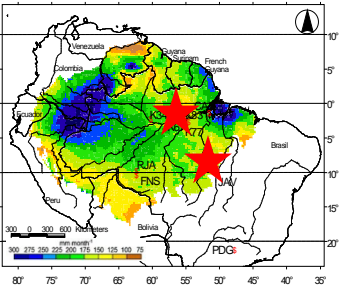 10°
Venezuela
Guyana
Surinam
French
Guyana
Colombia
5°
0°
Ecuador
K34
K83
K77
5°
Brasil
RJA
FNS
JAV
10°
Peru
15°
Bolivia
300 0 300 600 Kilometers
mm month⁻¹
300 275 250 225 200 175 150 125 100 75
PDG
20°
80° 75° 70° 65° 60° 55° 50° 45° 40° 35°